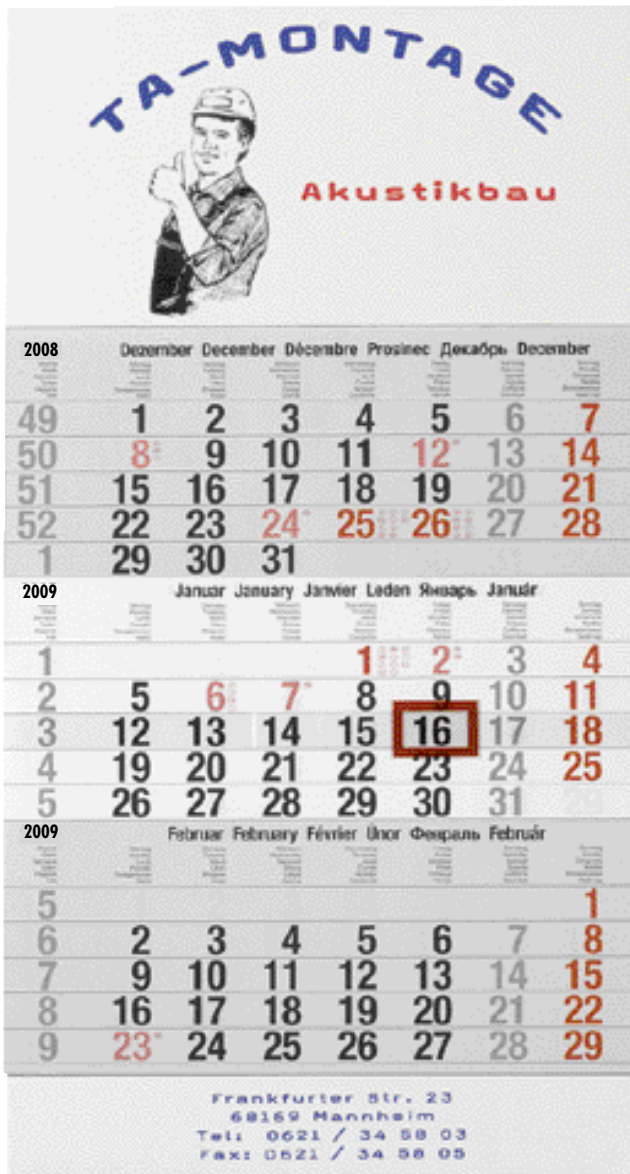 TA-MONTAGE
Akustikbau
2008 Dezember December Décembre Prosinec Декабрь December
49 1 2 3 4 5 6 7
50 8 9 10 11 12 13 14
51 15 16 17 18 19 20 21
52 22 23 24 25 26 27 28
1 29 30 31
2009 Januar January Janvier Leden Январь Január
1 1 2 3 4
2 5 6 7 8 9 10 11
3 12 13 14 15 16 17 18
4 19 20 21 22 23 24 25
5 26 27 28 29 30 31
2009 Februar February Février Únor Февраль Február
5 1
6 2 3 4 5 6 7 8
7 9 10 11 12 13 14 15
8 16 17 18 19 20 21 22
9 23 24 25 26 27 28 29
Frankfurter Str. 23
68169 Mannheim
Tel: 0621 / 34 58 03
Fax: 0621 / 34 58 05